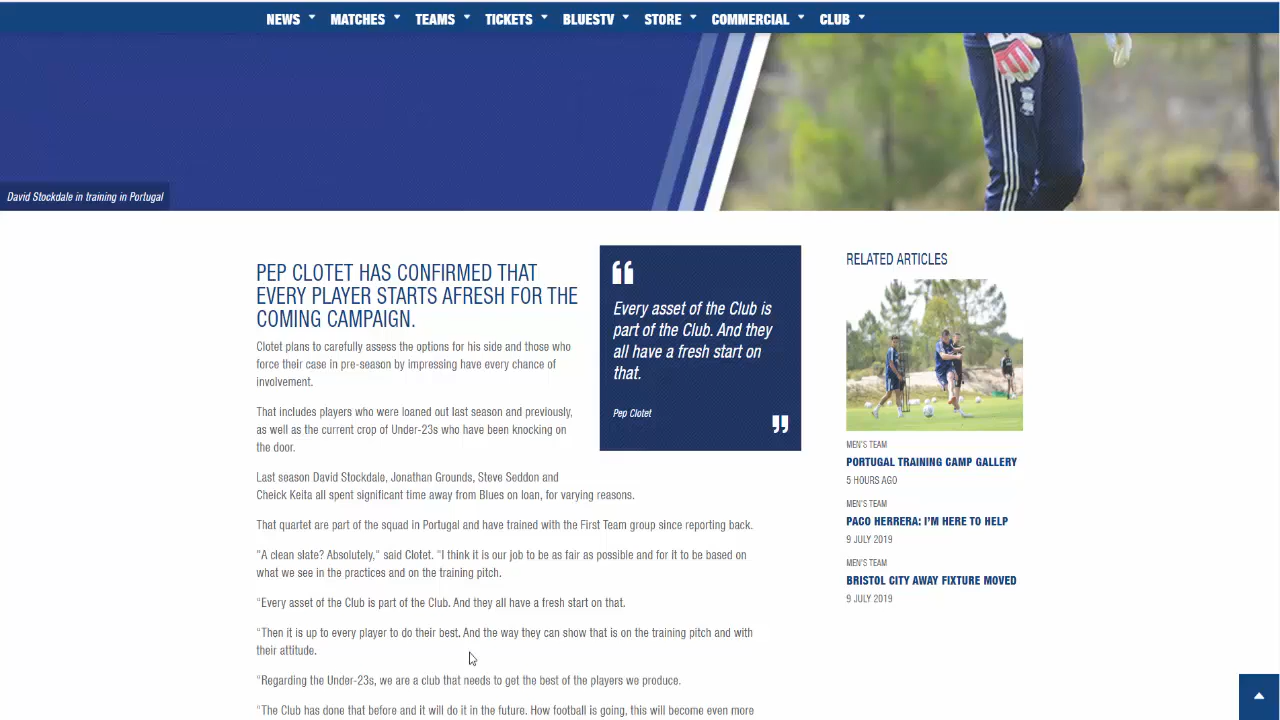 NEWS MATCHES TEAMS TICKETS BLUESTV STORE COMMERCIAL CLUB
David Stockdale in training in Portugal
PEP CLOTET HAS CONFIRMED THAT
EVERY PLAYER STARTS AFRESH FOR THE
COMING CAMPAIGN.
Clotet plans to carefully assess the options for his side and those who
force their case in pre-season by impressing have every chance of
involvement.
That includes players who were loaned out last season and previously,
as well as the current crop of Under-23s who have been knocking on
the door.
Last season David Stockdale, Jonathan Grounds, Steve Seddon and
Cheick Keita all spent significant time away from Blues on loan, for varying reasons.
That quartet are part of the squad in Portugal and have trained with the First Team group since reporting back.
"A clean slate? Absolutely," said Clotet. "I think it is our job to be as fair as possible and for it to be based on
what we see in the practices and on the training pitch.
"Every asset of the Club is part of the Club. And they all have a fresh start on that.
"Then it is up to every player to do their best. And the way they can show that is on the training pitch and with
their attitude.
"Regarding the Under-23s, we are a club that needs to get the best of the players we produce.
"The Club has done that before and it will do it in the future. How football is going, this will become even more
“
Every asset of the Club is
part of the Club. And they
all have a fresh start on
that.
Pep Clotet
”
RELATED ARTICLES
MEN'S TEAM
PORTUGAL TRAINING CAMP GALLERY
5 HOURS AGO
MEN'S TEAM
PACO HERRERA: I'M HERE TO HELP
9 JULY 2019
MEN'S TEAM
BRISTOL CITY AWAY FIXTURE MOVED
9 JULY 2019